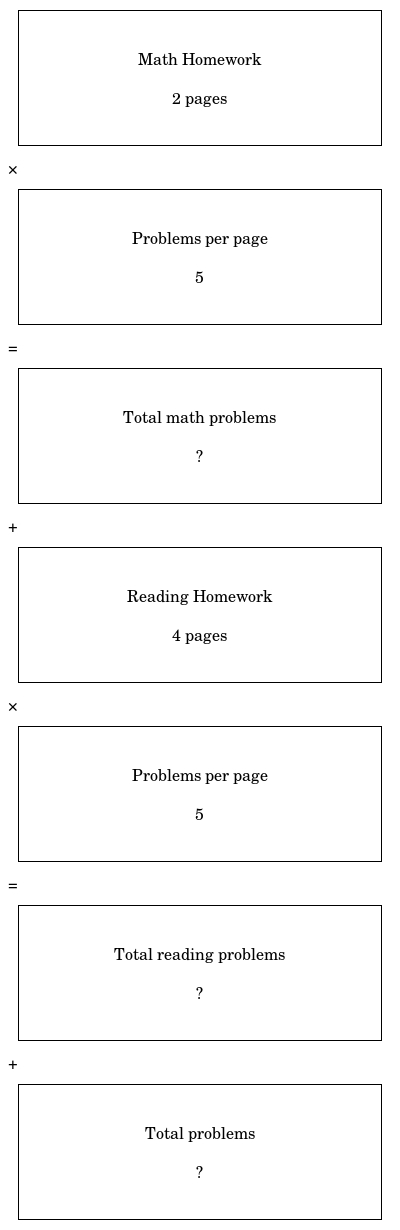 Math Homework
2 pages
×
Problems per page
5
=
Total math problems
?
+
Reading Homework
4 pages
×
Problems per page
5
=
Total reading problems
?
+
Total problems
?